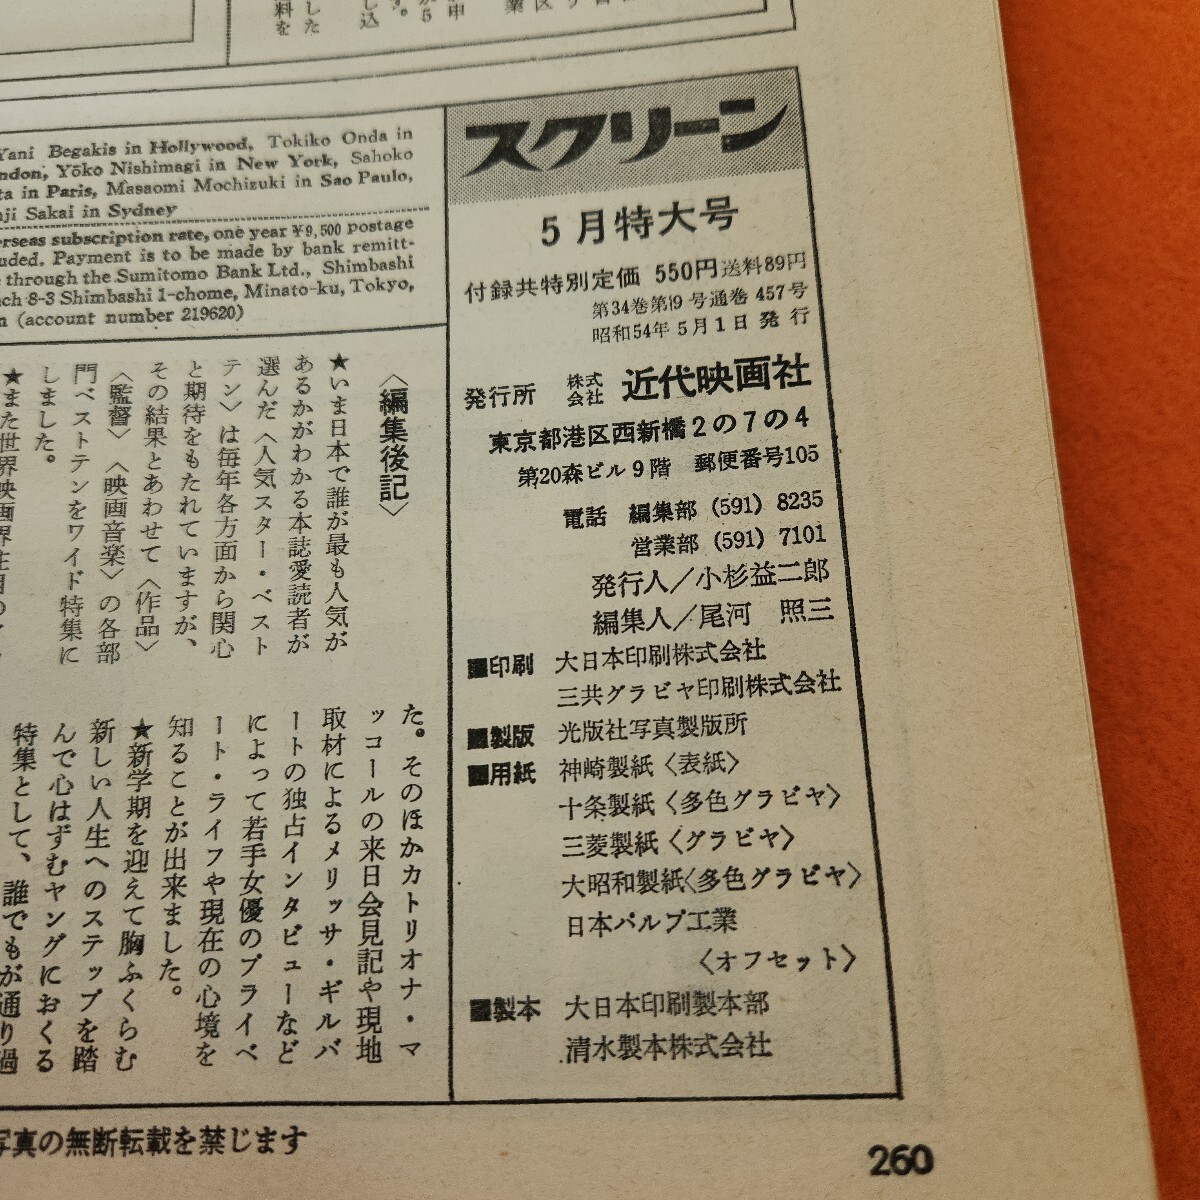 した
料を
し込
申
5
す。
業
区
Yani Begakis in Hollywood, Tokiko Onda in
ndon, Yōko Nishimagi in New York, Sahoko
ta in Paris, Masaomi Mochizuki in Sao Paulo,
ji Sakai in Sydney
erseas subscription rate, one year ¥9,500 postage
uded. Payment is to be made by bank remitt-
through the Sumitomo Bank Ltd., Shimbashi
ch 8-3 Shimbashi 1-chome, Minato-ku, Tokyo,
n (account number 219620)
〈編集後記〉
★いま日本で誰が最も人気が
あるかがわかる本誌愛読者が
選んだ〈人気スター・ベスト
テン〉は毎年各方面から関心
と期待をもたれていますが、
その結果とあわせて〈作品〉
〈監督〉〈映画音楽〉の各部
門ベストテンをワイド特集に
しました。
★また世界映画界注目の
た。そのほかカトリオナ・マ
ッコールの来日会見記や現地
取材によるメリッサ・ギルバ
ートの独占インタビューなど
によって若手女優のプライベ
ート・ライフや現在の心境を
知ることが出来ました。
★新学期を迎えて胸ふくらむ
新しい人生へのステップを踏
んで心はずむヤングにおくる
特集として、誰でもが通り過
スクリーン
5月特大号
付録共特別定価 550円送料89円
第34巻第9号通巻 457号
昭和54年5月1日発行
発行所 株式会社 近代映画社
東京都港区西新橋2の7の4
第20森ビル9階 郵便番号105
電話 編集部 (591) 8235
営業部 (591) 7101
発行人／小杉益二郎
編集人／尾河 照三
■印刷 大日本印刷株式会社
三共グラビヤ印刷株式会社
■製版 光版社写真製版所
■用紙 神崎製紙〈表紙〉
十条製紙〈多色グラビヤ〉
三菱製紙〈グラビヤ〉
大昭和製紙〈多色グラビヤ〉
日本パルプ工業
〈オフセット〉
■製本 大日本印刷製本部
清水製本株式会社
写真の無断転載を禁じます
260